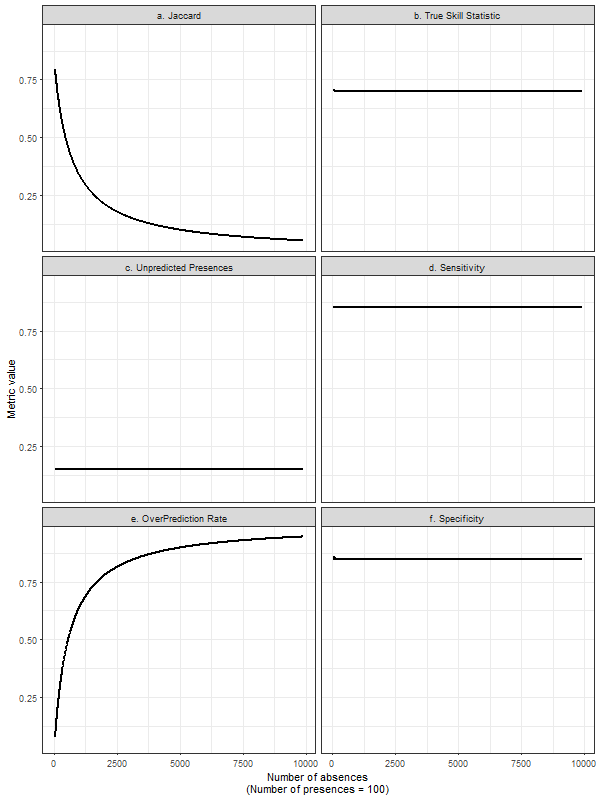 a. Jaccard
b. True Skill Statistic
0.75
0.50
0.25
c. Unpredicted Presences
d. Sensitivity
0.75
0.50
0.25
Metric value
e. OverPrediction Rate
f. Specificity
0.75
0.50
0.25
0 2500 5000 7500 10000 0 2500 5000 7500 10000
Number of absences
(Number of presences = 100)